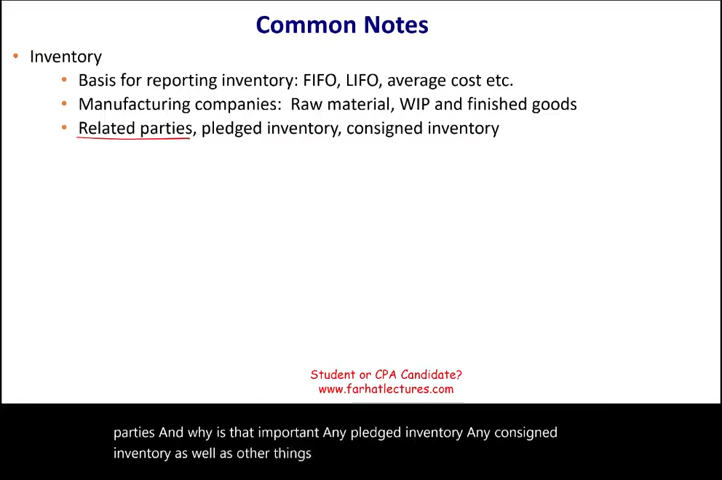 Common Notes
• Inventory
• Basis for reporting inventory: FIFO, LIFO, average cost etc.
• Manufacturing companies: Raw material, WIP and finished goods
• Related parties, pledged inventory, consigned inventory
Student or CPA Candidate?
www.farhatlectures.com
parties And why is that important Any pledged inventory Any consigned
inventory as well as other things